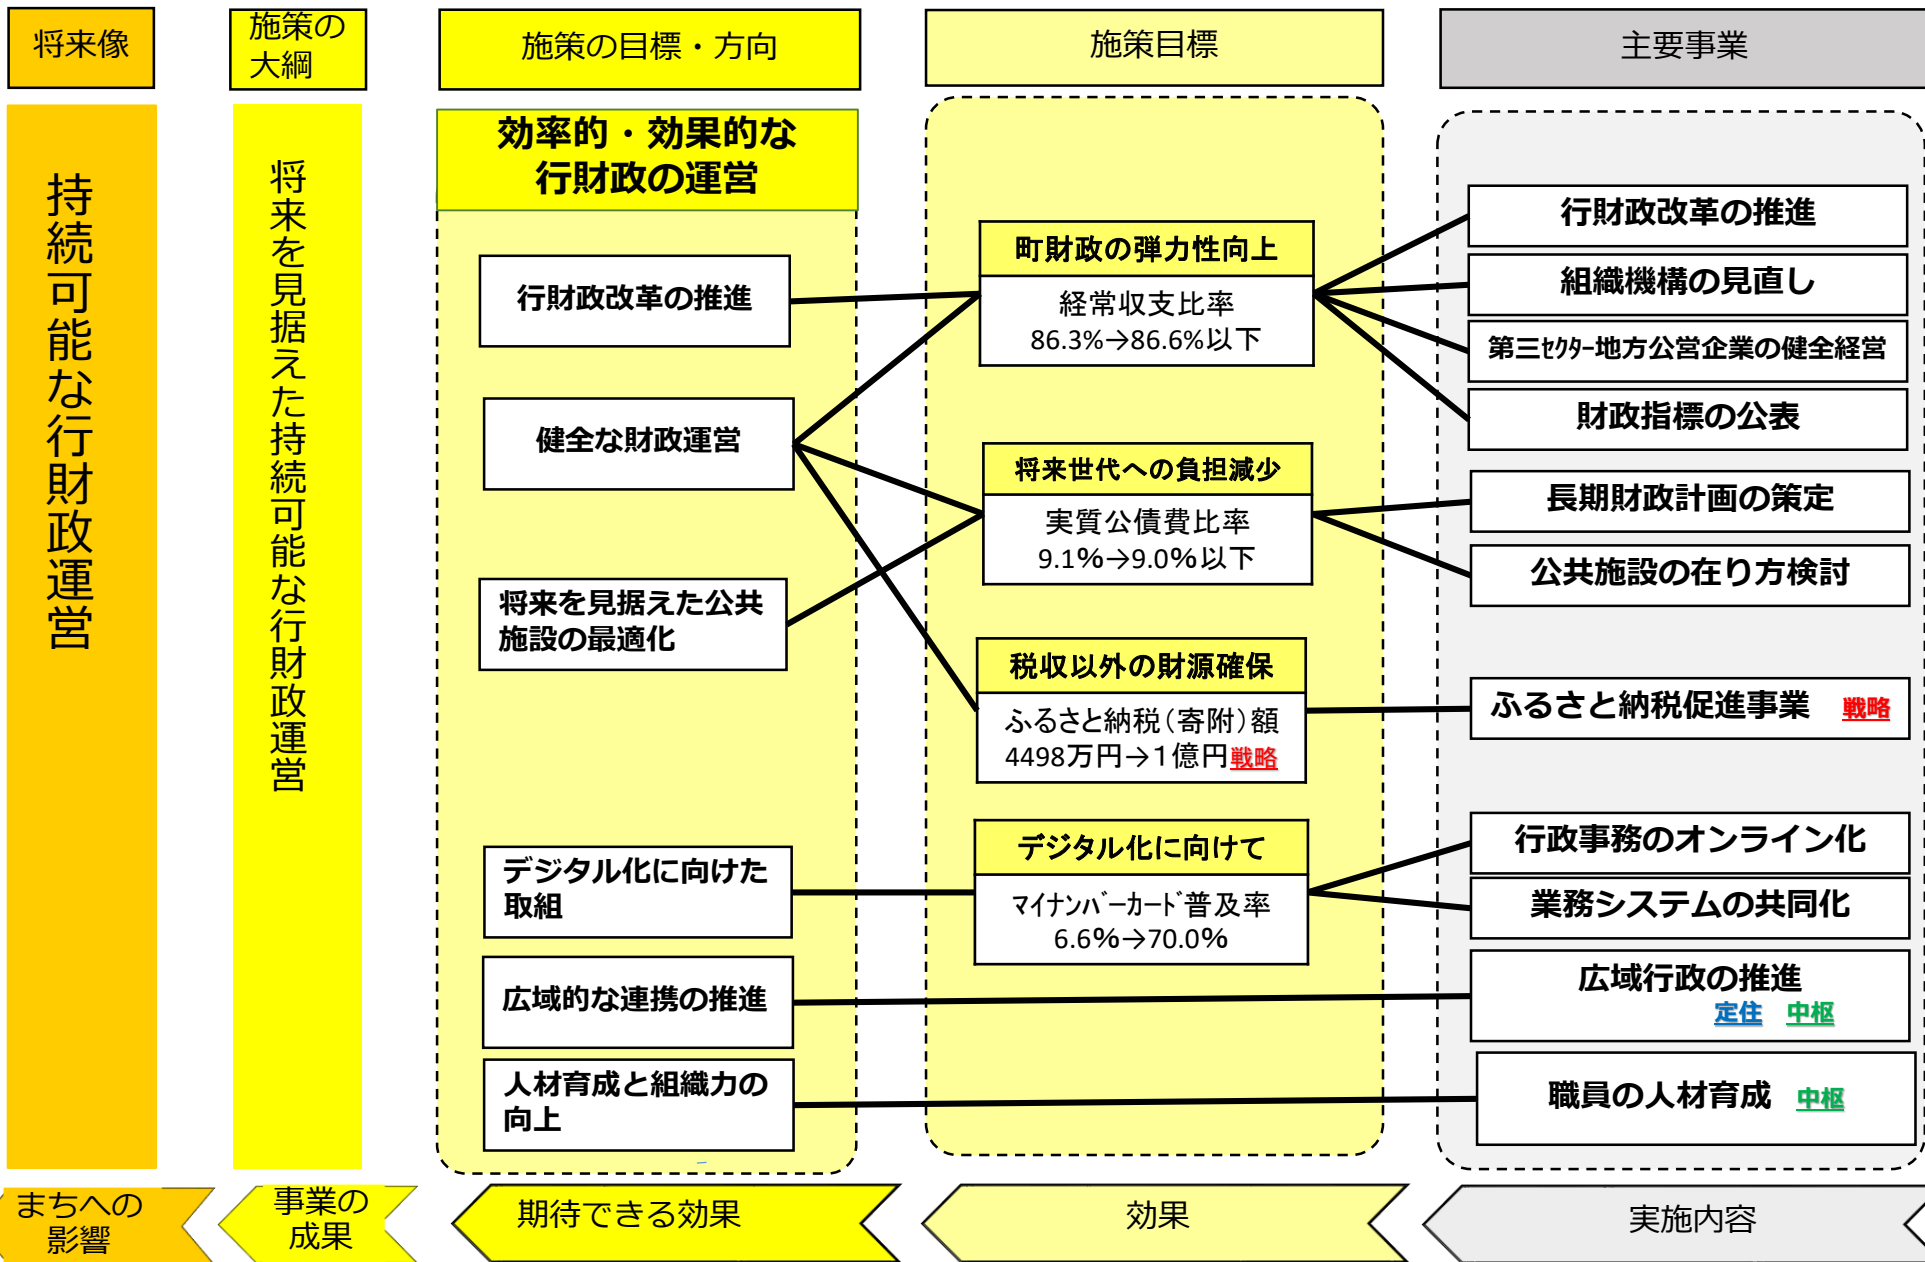 将来像
施策の
大綱
施策の目標・方向
施策目標
主要事業
持続可能な行財政運営
将来を見据えた持続可能な行財政運営
効率的・効果的な
行財政の運営
行財政改革の推進
健全な財政運営
将来を見据えた公共
施設の最適化
デジタル化に向けた
取組
広域的な連携の推進
人材育成と組織力の
向上
町財政の弾力性向上
経常収支比率
86.3%→86.6%以下
将来世代への負担減少
実質公債費比率
9.1%→9.0%以下
税収以外の財源確保
ふるさと納税(寄附)額
4498万円→1億円戦略
デジタル化に向けて
マイナンバーカード普及率
6.6%→70.0%
行財政改革の推進
組織機構の見直し
第三ｾｸﾀｰ地方公営企業の健全経営
財政指標の公表
長期財政計画の策定
公共施設の在り方検討
ふるさと納税促進事業 戦略
行政事務のオンライン化
業務システムの共同化
広域行政の推進
定住 中枢
職員の人材育成 中枢
まちへの
影響
事業の
成果
期待できる効果
効果
実施内容